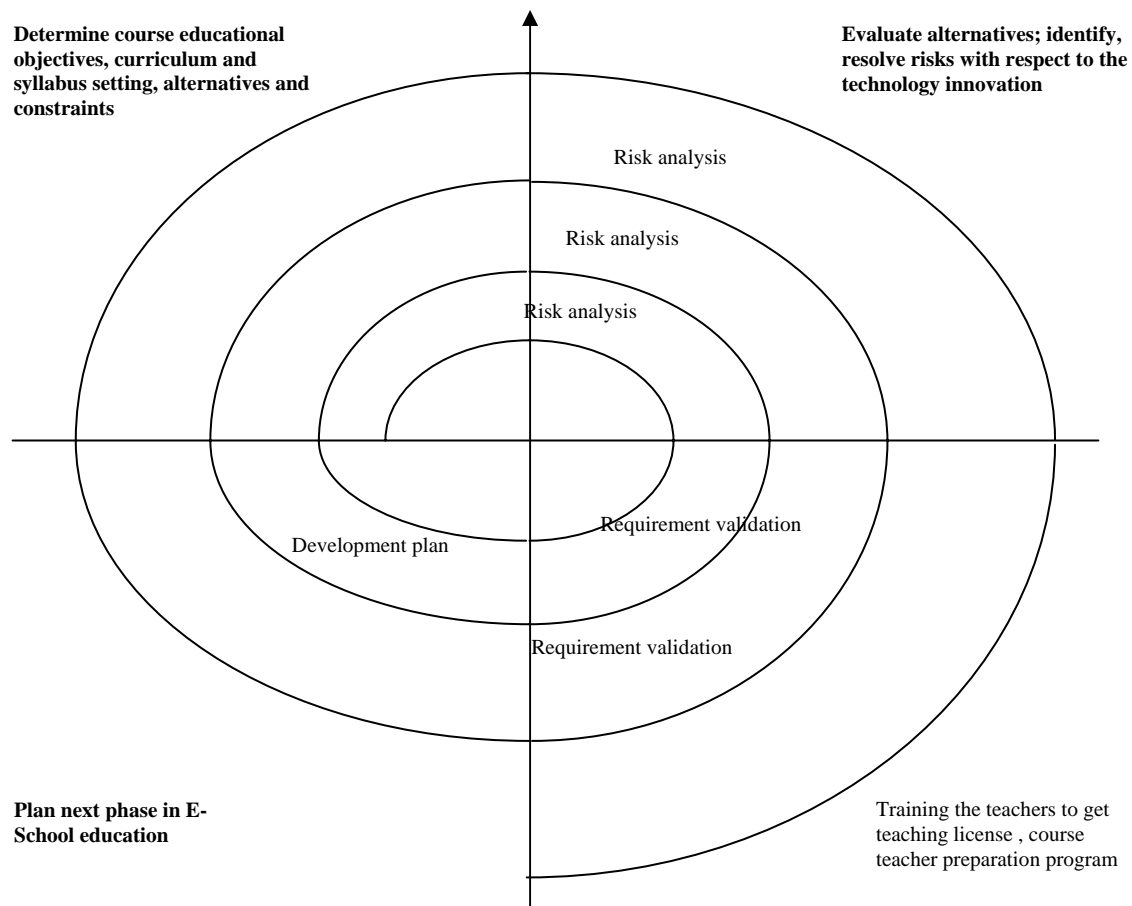 Determine course educational
objectives, curriculum and
syllabus setting, alternatives and
constraints
Evaluate alternatives; identify,
resolve risks with respect to the
technology innovation
Risk analysis
Risk analysis
Risk analysis
Requirement validation
Development plan
Requirement validation
Plan next phase in E-
School education
Training the teachers to get
teaching license , course
teacher preparation program